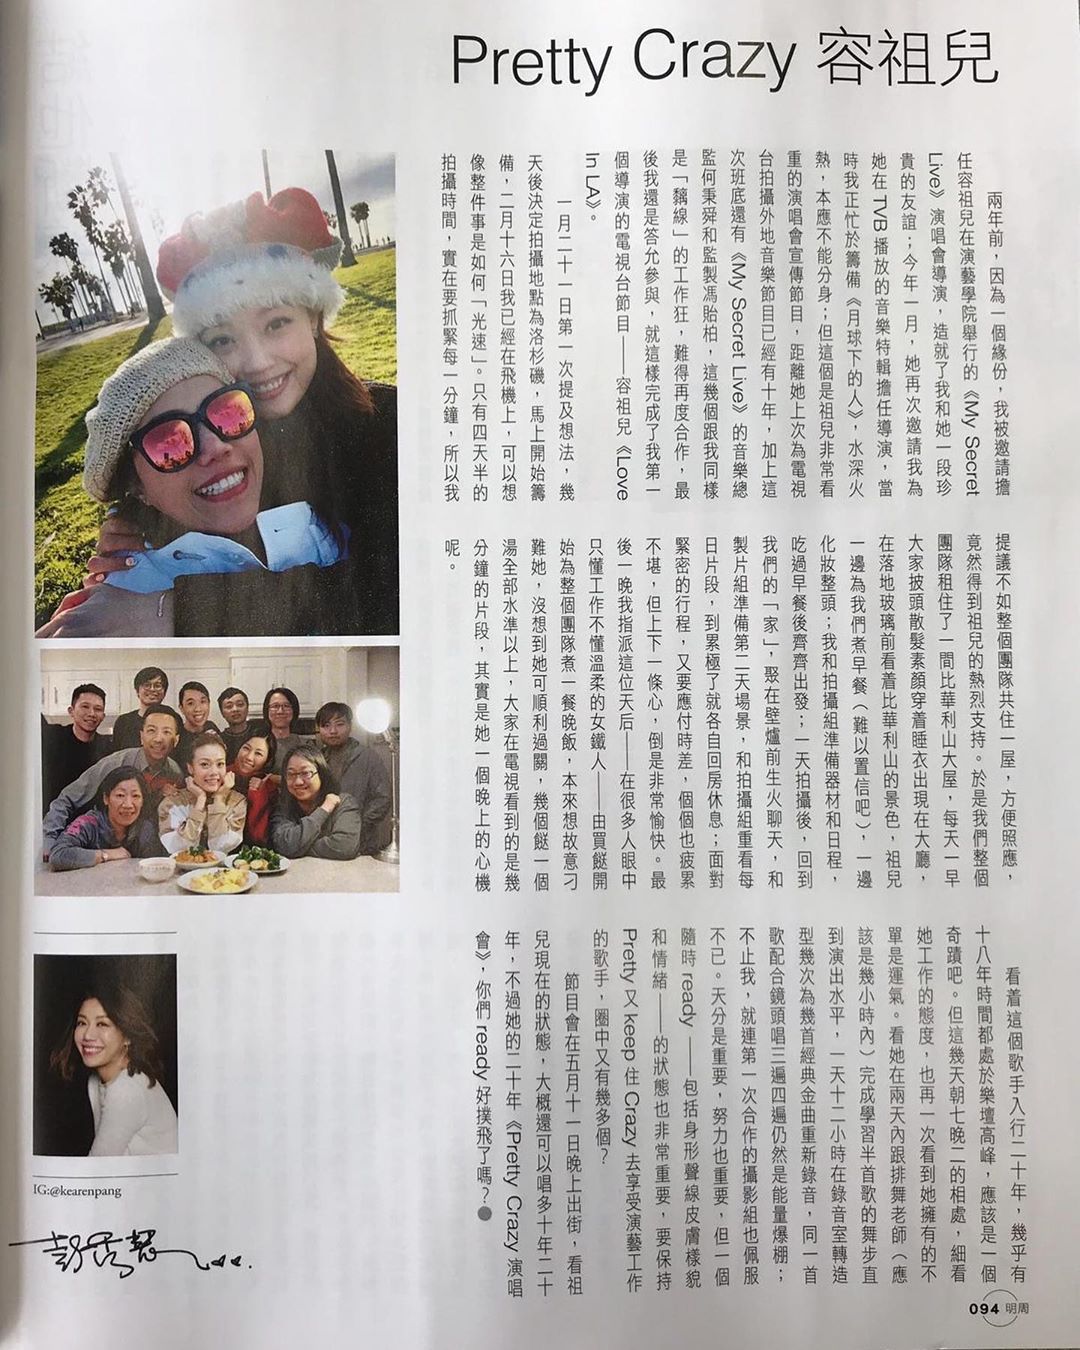 Pretty Crazy 容祖兒
兩年前，因為一個緣份，我被邀請擔
任容祖兒在演藝學院舉行的《My Secret
Live》演唱會導演，造就了我和她一段珍
貴的友誼；今年一月，她再次邀請我為
她在TVB播放的音樂特輯擔任導演，當
時我正忙於籌備《月球下的人》，水深火
熱，本應不能分身；但這個是祖兒非常看
重的演唱會宣傳節目，距離她上次為電視
台拍攝外地音樂節目已經有十年，加上這
次班底還有《My Secret Live》的音樂總
監何秉舜和監製馮貽柏，這幾個跟我同樣
是「黐線」的工作狂，難得再度合作，最
後我還是答允參與，就這樣完成了我第一
個導演的電視台節目——容祖兒《Love
In LA》。
一月二十一日第一次提及想法，幾
天後決定拍攝地點為洛杉磯，馬上開始籌
備，二月十六日我已經在飛機上，可以想
像整件事是如何「光速」。只有四天半的
拍攝時間，實在要抓緊每一分鐘，所以我
提議不如整個團隊共住一屋，方便照應，
竟然得到祖兒的熱烈支持。於是我們整個
團隊租住了一間比華利山大屋，每天一早
大家披頭散髮素顏穿着睡衣出現在大廳，
在落地玻璃前看着比華利山的景色，祖兒
一邊為我們煮早餐（難以置信吧），一邊
化妝整頭；我和拍攝組準備器材和日程，
吃過早餐後齊齊出發；一天拍攝後，回到
我們的「家」，聚在壁爐前生火聊天，和
製片組準備第二天場景，和拍攝組重看每
日片段，到累極了就各自回房休息；面對
緊密的行程，又要應付時差，個個也疲累
不堪，但上下一條心，倒是非常愉快。最
後一晚我指派這位天后——在很多人眼中
只懂工作不懂溫柔的女鐵人——由買餸開
始為整個團隊煮一餐晚飯，本來想故意刁
難她，沒想到她可順利過關，幾個餸一個
湯全部水準以上，大家在電視看到的是幾
分鐘的片段，其實是她一個晚上的心機
呢。
看着這個歌手入行二十年，幾乎有
十八年時間都處於樂壇高峰，應該是一個
奇蹟吧。但這幾天朝七晚二的相處，細看
她工作的態度，也再一次看到她擁有的不
單是運氣。看她在兩天內跟排舞老師（應
該是幾小時內）完成學習半首歌的舞步直
到演出水平，一天十二小時在錄音室轉造
型幾次為幾首經典金曲重新錄音，同一首
歌配合鏡頭唱三遍四遍仍然是能量爆棚；
不止我，就連第一次合作的攝影組也佩服
不已。天分是重要，努力也重要，但一個
隨時ready——包括身形聲線皮膚樣貌
和情緒——的狀態也非常重要，要保持
Pretty又keep住Crazy去享受演藝工作
的歌手，圈中又有幾多個？
節目會在五月十一日晚上出街，看祖
兒現在的狀態，大概還可以唱多十年二十
年，不過她的二十年《Pretty Crazy演唱
會》，你們ready好撲飛了嗎？
IG:@kearenpang
彭秀慧
094 明周